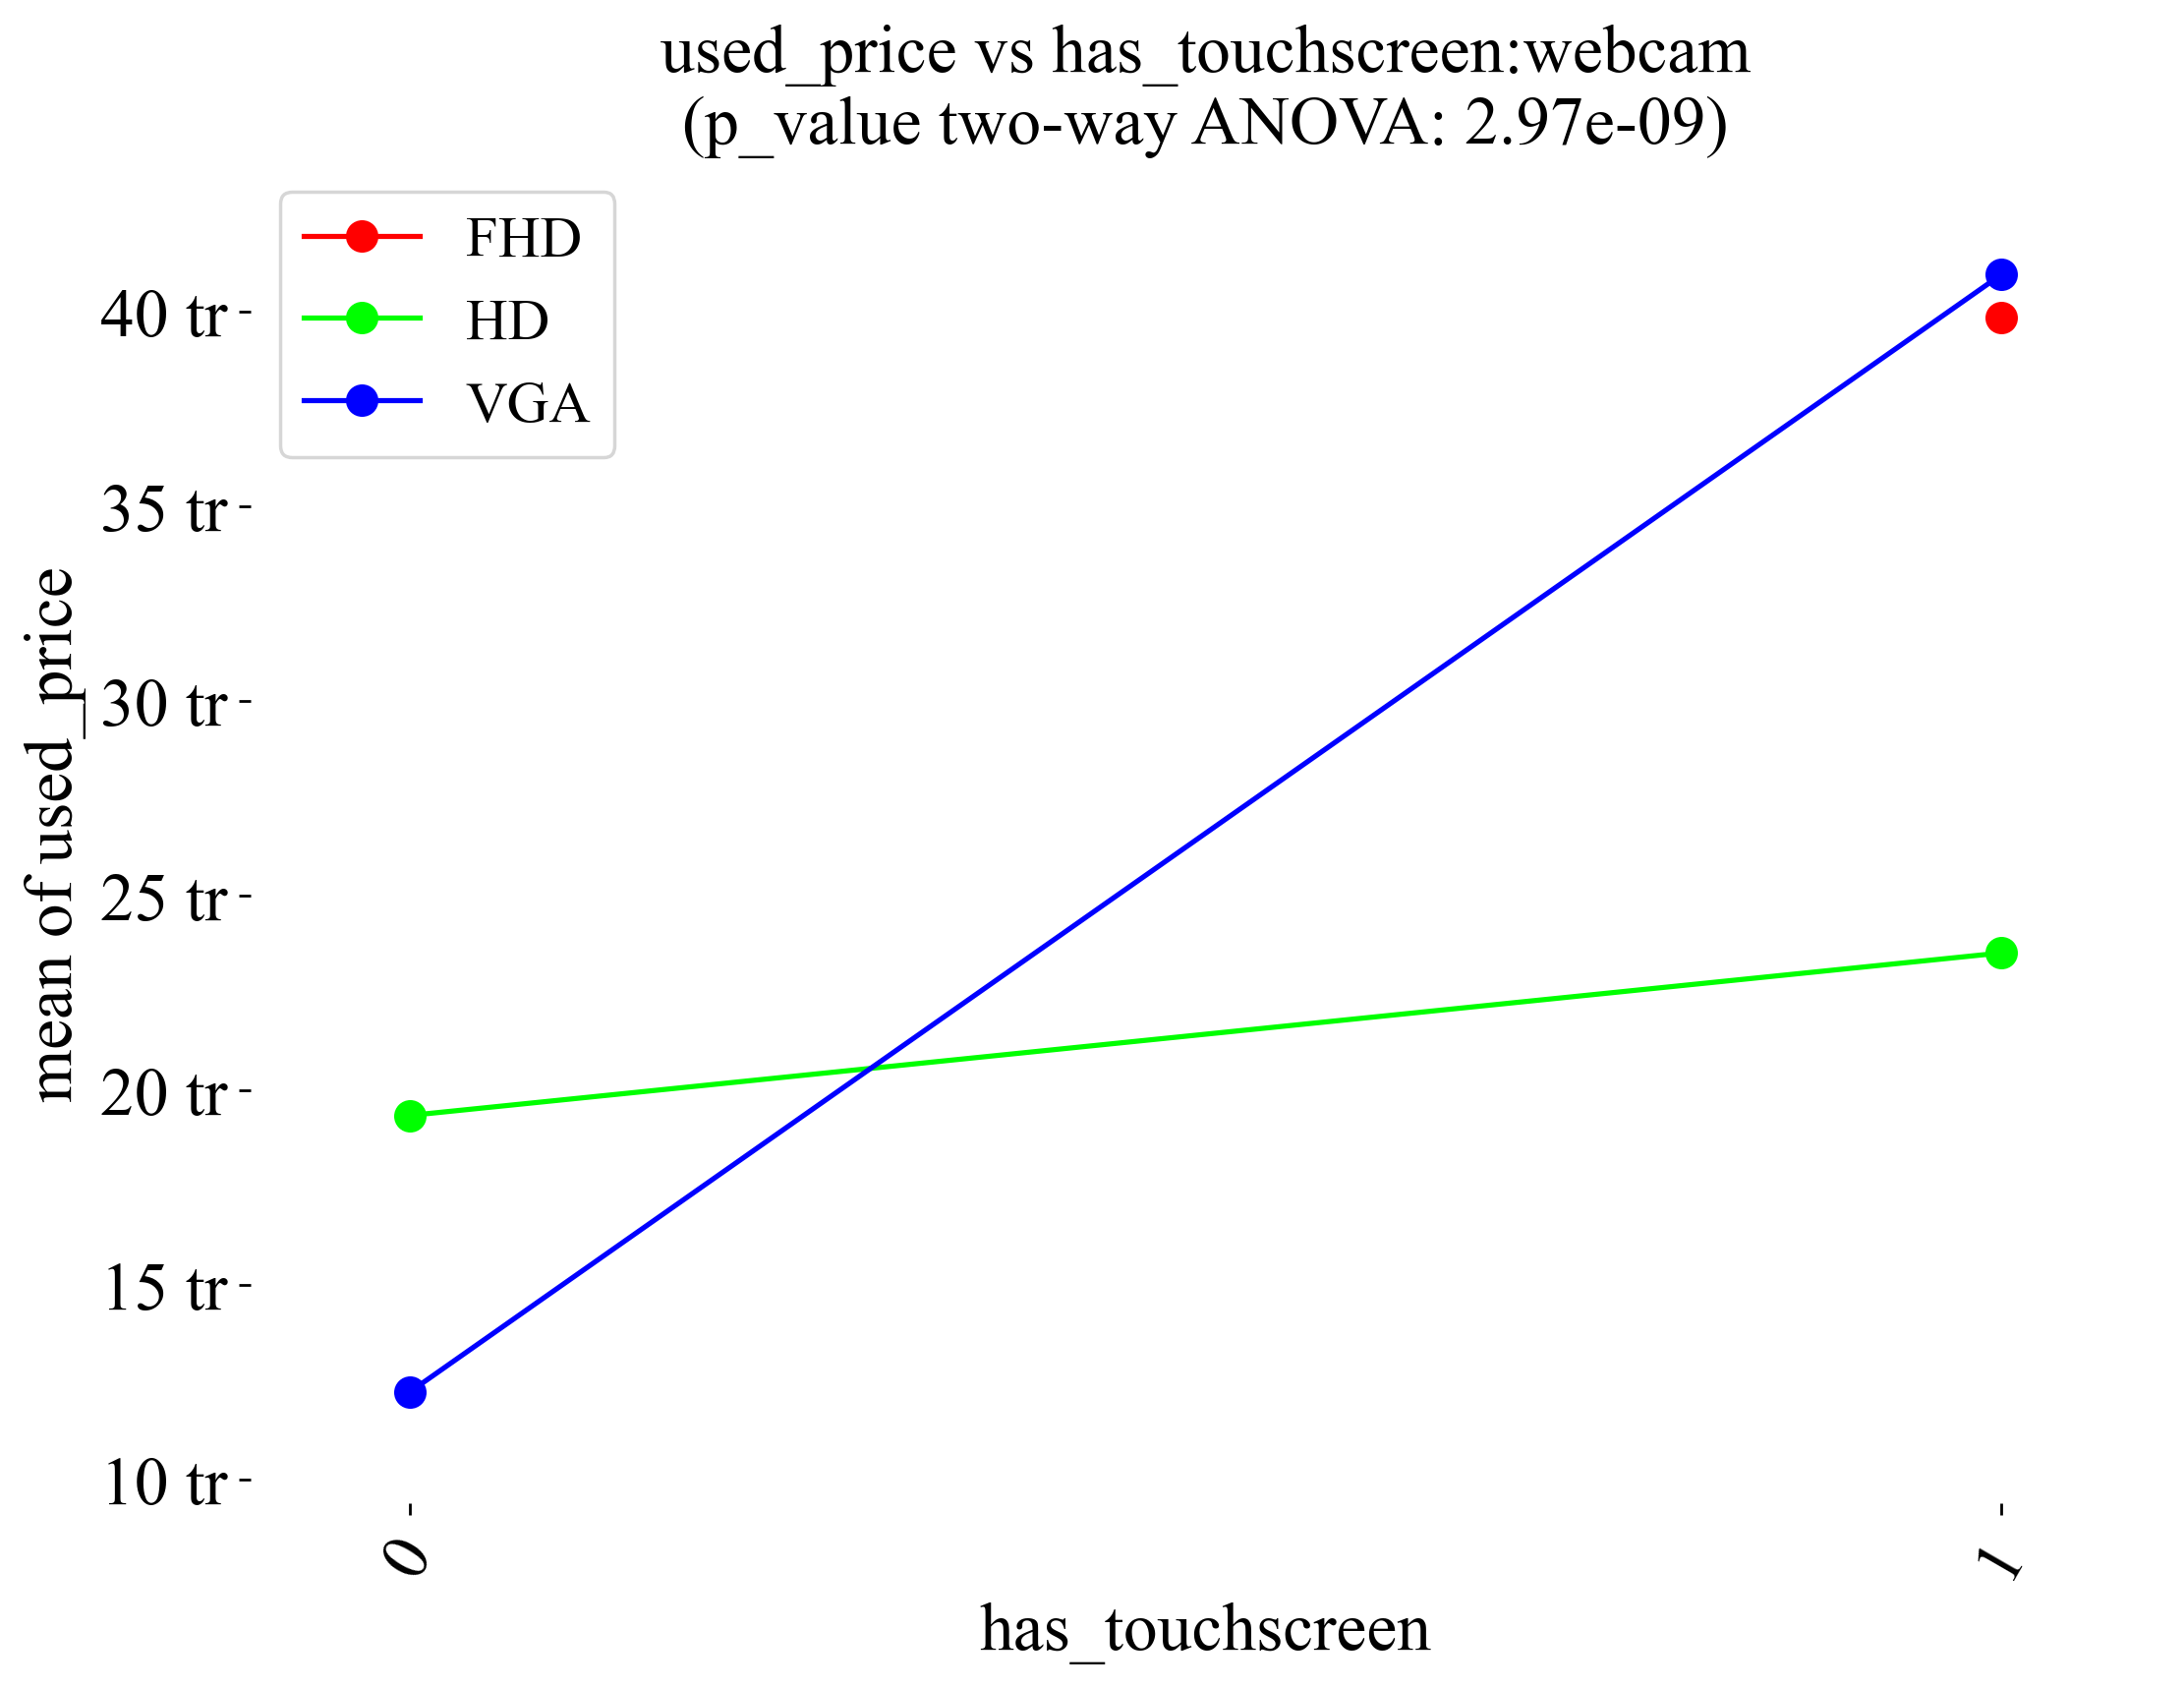 used_price vs has_touchscreen:webcam
(p_value two-way ANOVA: 2.97e-09)
FHD
HD
VGA
40 tr
35 tr
30 tr
25 tr
20 tr
15 tr
10 tr
mean of used_price
0
1
has_touchscreen